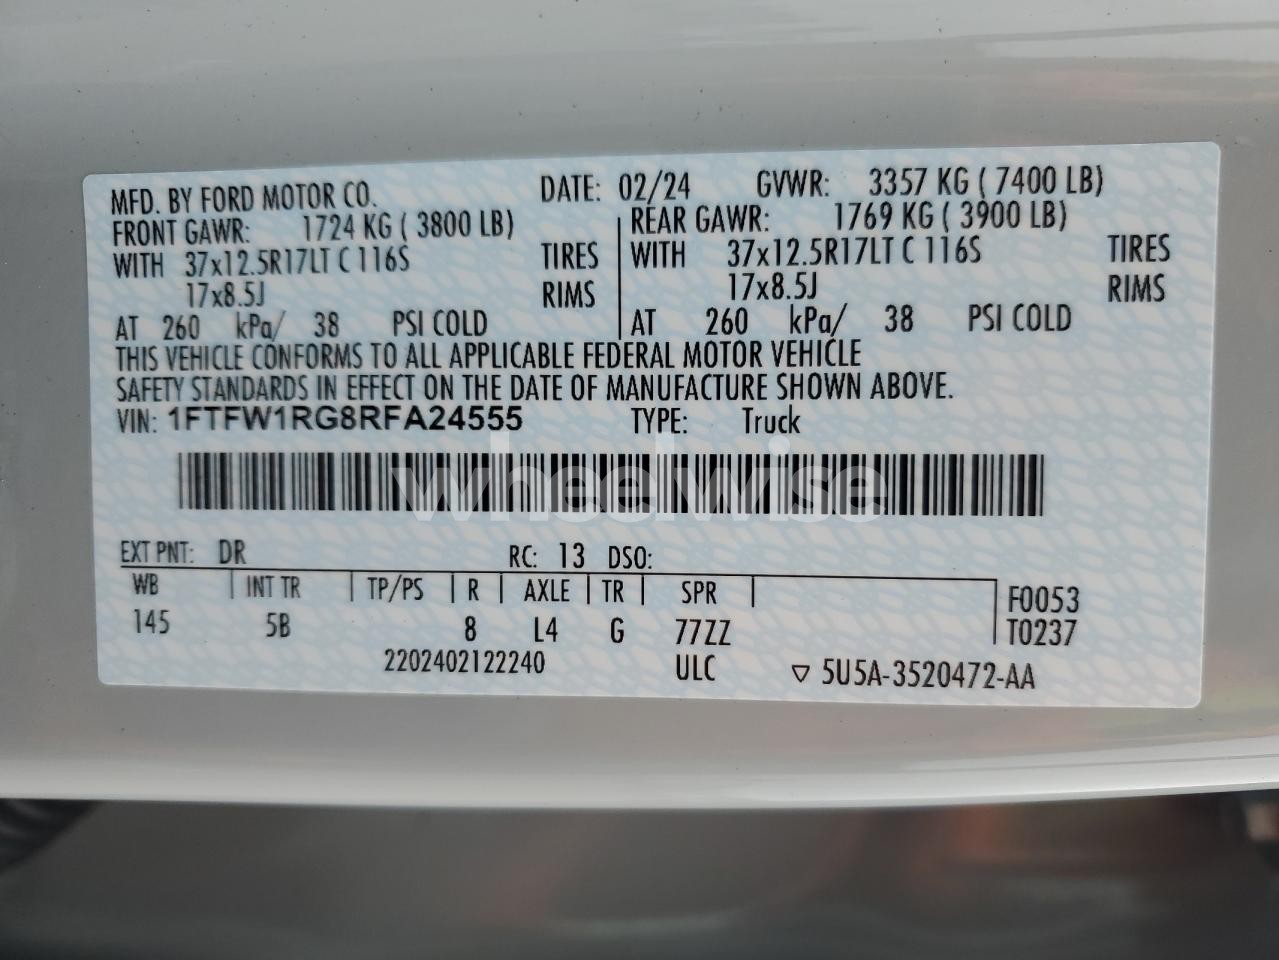 MFD. BY FORD MOTOR CO. DATE: 02/24 GVWR: 3357 KG ( 7400 LB)
FRONT GAWR: 1724 KG ( 3800 LB) REAR GAWR: 1769 KG ( 3900 LB)
WITH 37x12.5R17LT C 116S TIRES WITH 37x12.5R17LT C 116S TIRES
17x8.5J RIMS 17x8.5J RIMS
AT 260 kPa/ 38 PSI COLD AT 260 kPa/ 38 PSI COLD
THIS VEHICLE CONFORMS TO ALL APPLICABLE FEDERAL MOTOR VEHICLE
SAFETY STANDARDS IN EFFECT ON THE DATE OF MANUFACTURE SHOWN ABOVE.
VIN: 1FTFW1RG8RFA24555 TYPE: Truck
wheelwise
EXT PNT: DR RC: 13 DSO:
WB INT TR TP/PS R AXLE TR SPR F0053
145 5B 8 L4 G 77ZZ T0237
2202402122240 ULC ▽ 5U5A-3520472-AA